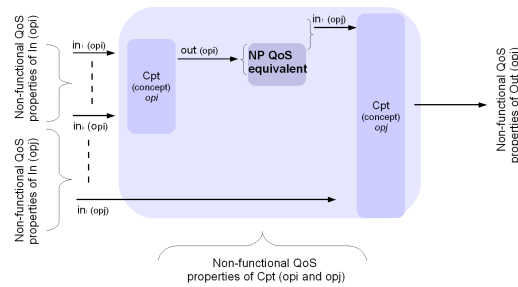 Non-functional QoS
properties of In (opi)
in₁ (opi)
inₖ (opi)
Non-functional QoS
properties of In (opj)
Cpt
(concept)
opi
out (opi)
NP QoS
equivalent
in₁ (opj)
Cpt
(concept)
opj
Non-functional QoS
properties of Out (opj)
(opj)
Non-functional QoS
properties of Cpt (opi and opj)